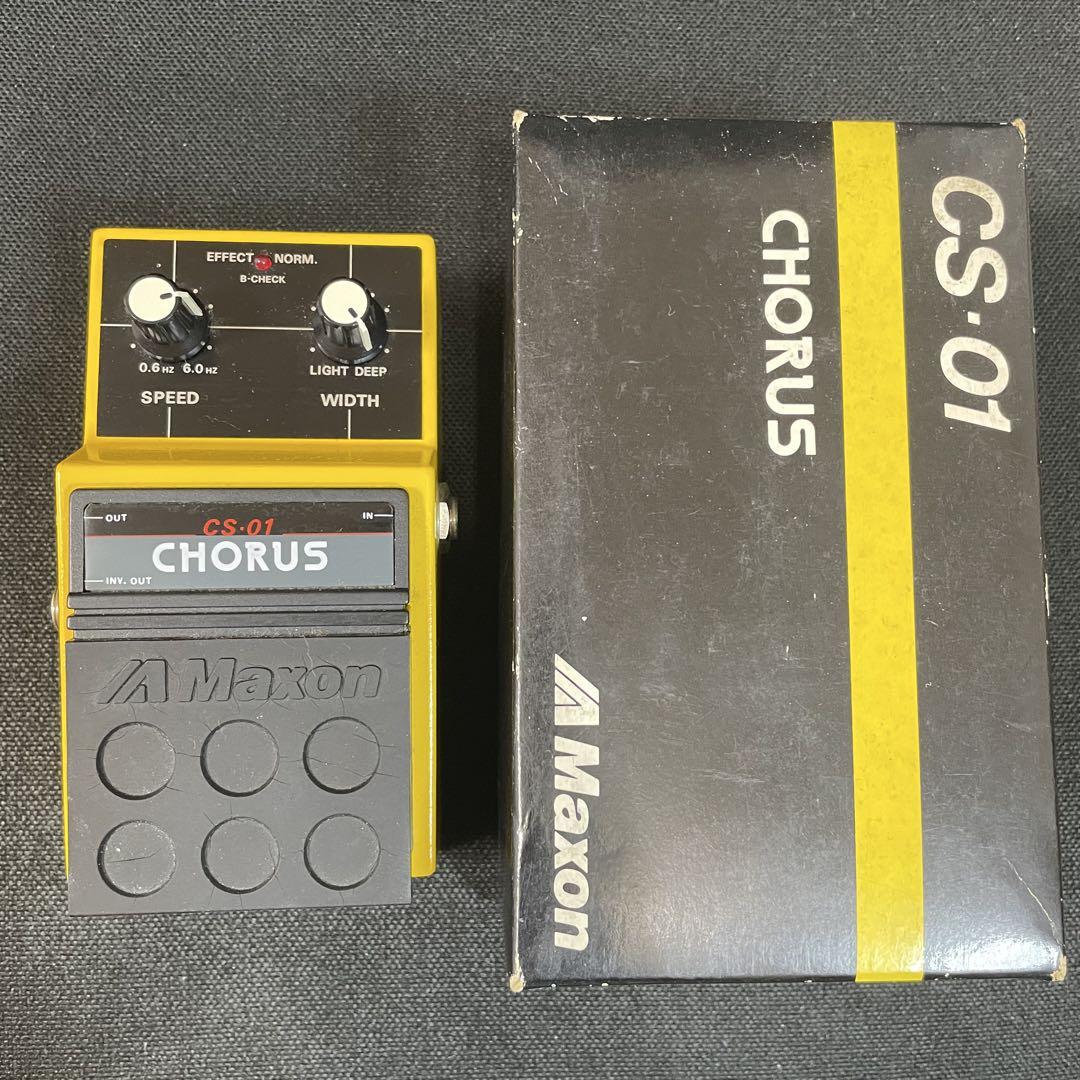 EFFECT NORM.
B-CHECK
0.6 HZ 6.0 HZ
LIGHT DEEP
SPEED
WIDTH
OUT
IN
CS·01
CHORUS
INV. OUT
Maxon
CS·01
CHORUS
Maxon